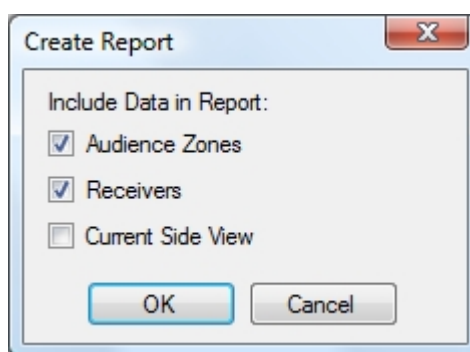 Create Report
Include Data in Report:
Audience Zones
Receivers
Current Side View
OK Cancel